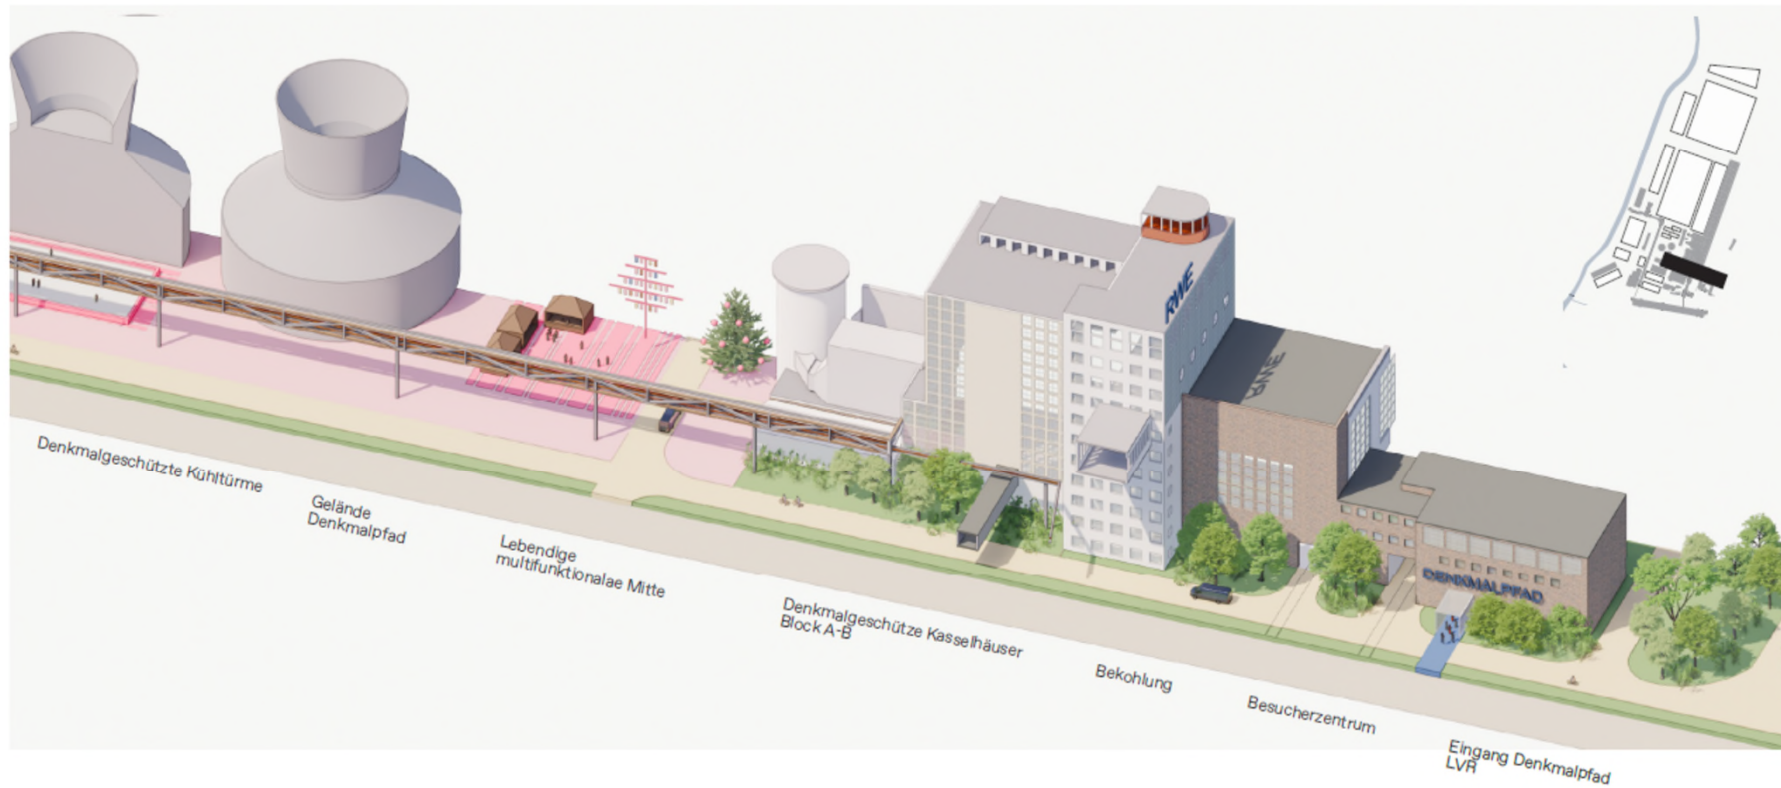 RWE
RWE
DENKMALPFAD
Denkmalgeschützte Kühltürme
Gelände
Denkmalpfad
Lebendige
multifunktionalae Mitte
Denkmalgeschütze Kasselhäuser
Block A-B
Bekohlung
Besucherzentrum
Eingang Denkmalpfad
LVR